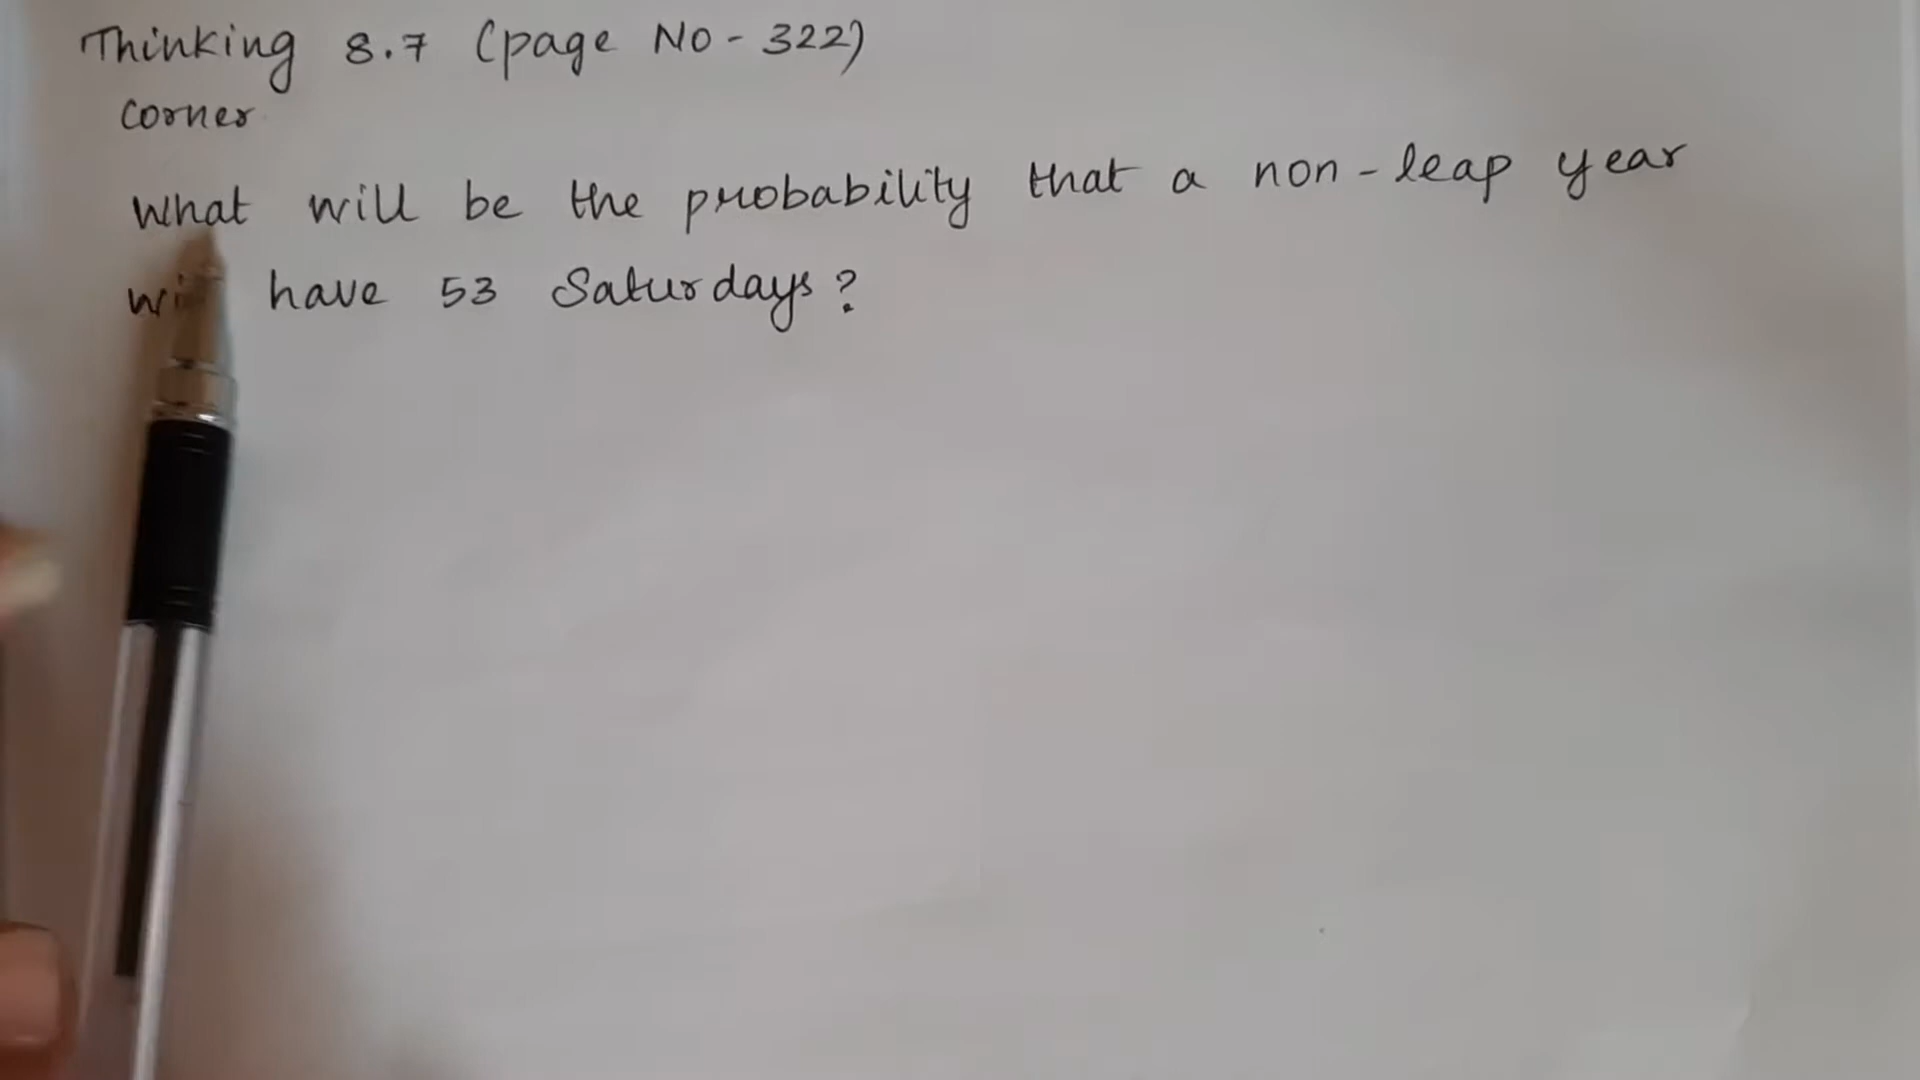 Thinking 8.7 (page No - 322)
corner
What will be the probability that a non-leap year
will have 53 Saturdays?